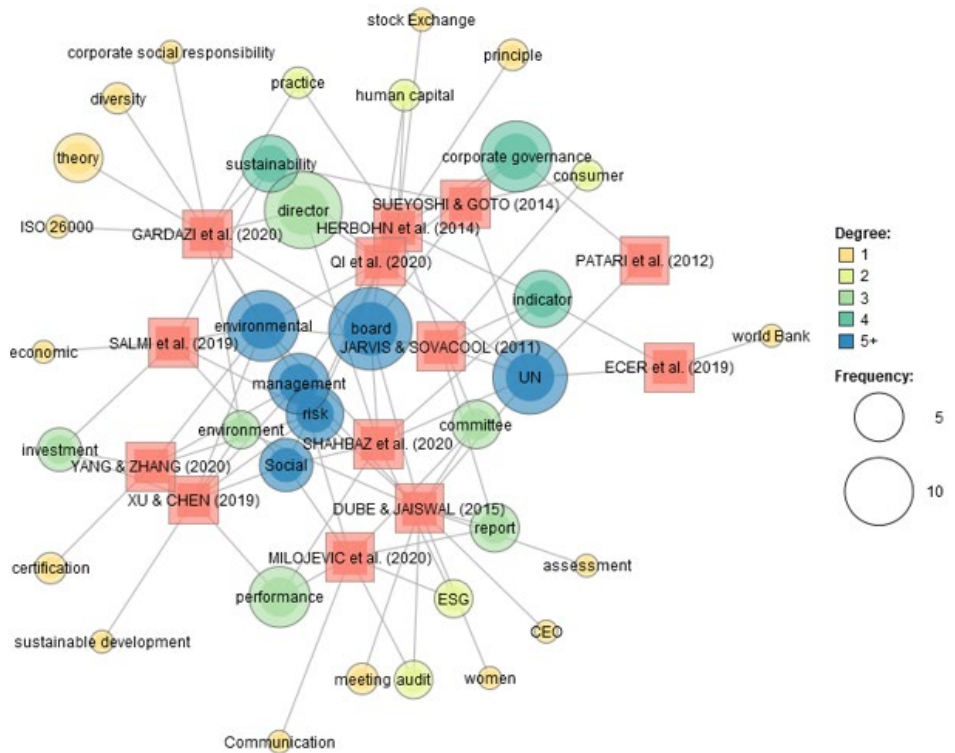 stock Exchange
corporate social responsibility
principle
practice
human capital
diversity
theory
sustainability
corporate governance
consumer
director
SUEYOSHI & GOTO (2014)
ISO 26000
GARDAZI et al. (2020)
HERBOHN et al. (2014)
QI et al. (2020)
PATARI et al. (2012)
Degree:
1
2
3
4
5+
indicator
environmental
board
world Bank
SALMI et al. (2019)
JARVIS & SOVACOOL (2011)
economic
ECER et al. (2019)
UN
management
Frequency:
5
10
risk
environment
committee
SHAHBAZ et al. (2020
investment
YANG & ZHANG (2020)
Social
XU & CHEN (2019)
DUBE & JAISWAL (2015)
report
MILOJEVIC et al. (2020)
certification
assessment
performance
ESG
CEO
sustainable development
meeting
audit
women
Communication